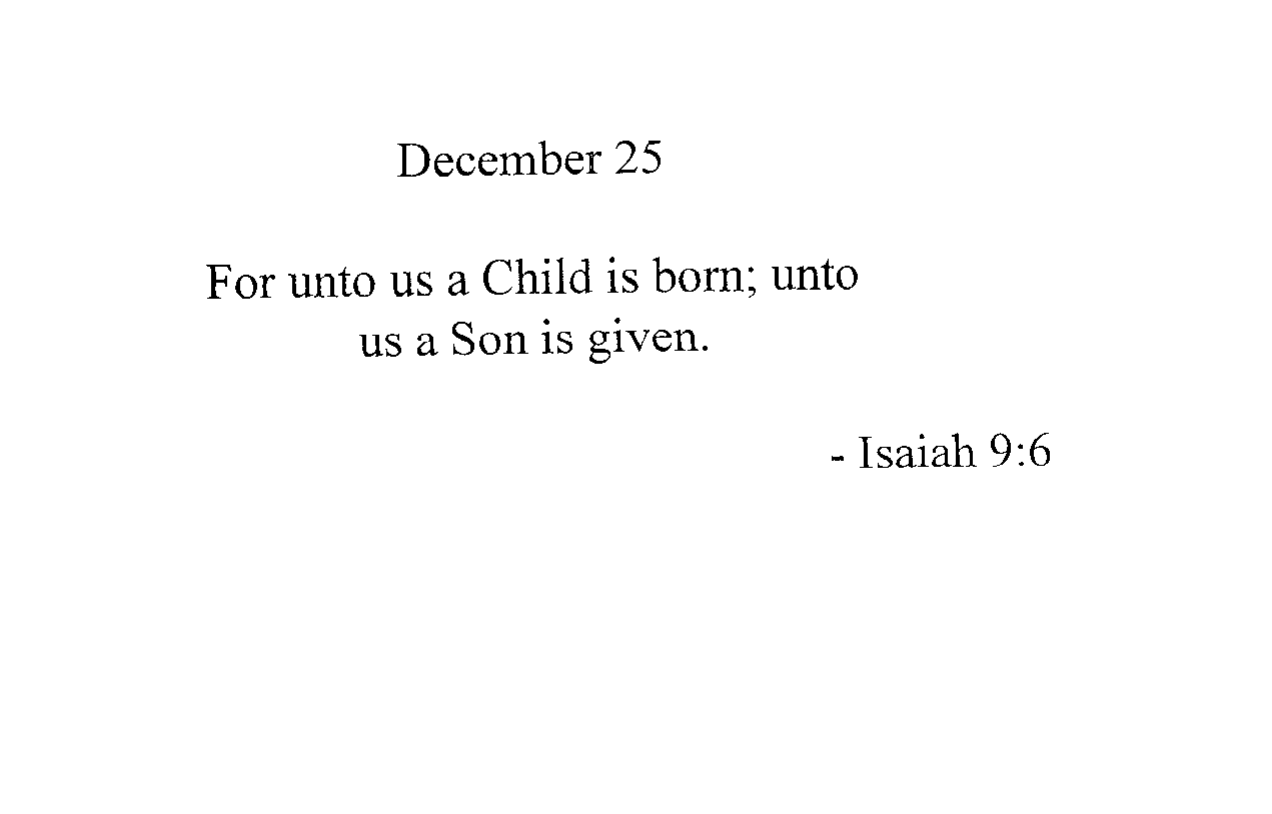 December 25
For unto us a Child is born; unto
us a Son is given.
- Isaiah 9:6